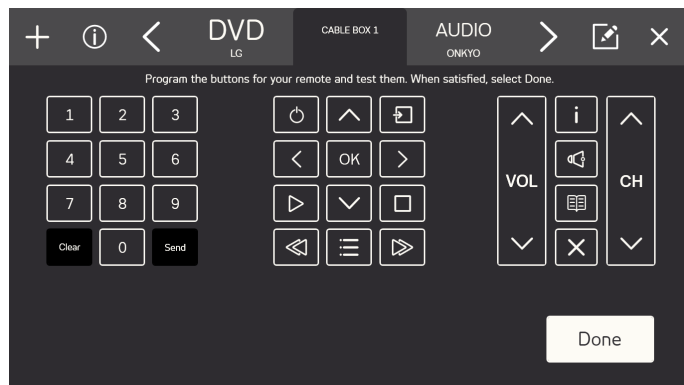 DVD
LG
CABLE BOX 1
AUDIO
ONKYO
Program the buttons for your remote and test them. When satisfied, select Done.
1 2 3
4 5 6
7 8 9
Clear 0 Send
OK
VOL
CH
Done